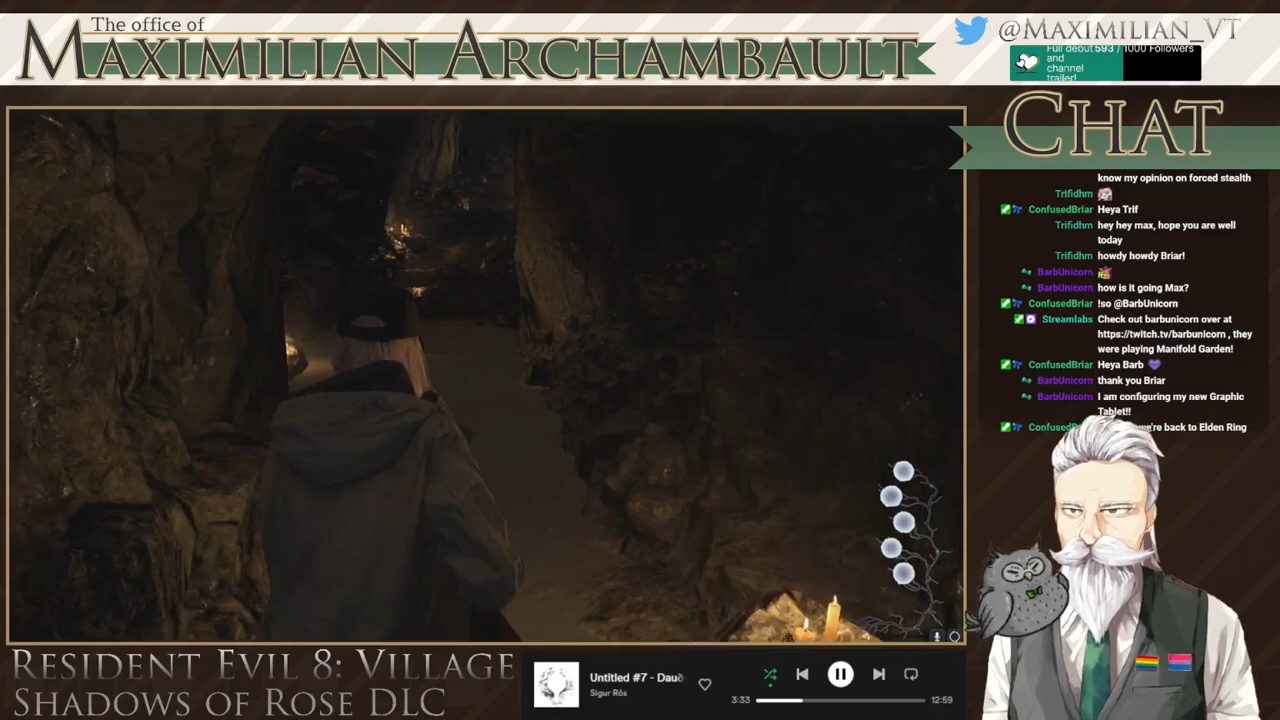 The office of
MAXIMILIAN ARCHAMBAULT
@MAXIMILIAN_VT
Full debut 593 / 1000 Followers
and
channel
trailer!
CHAT
know my opinion on forced stealth
Trifidhm
ConfusedBriar Heya Trif
Trifidhm hey hey max, hope you are well
today
Trifidhm howdy howdy Briar!
BarbUnicorn
BarbUnicorn how is it going Max?
ConfusedBriar !so @BarbUnicorn
Streamlabs Check out barbunicorn over at
https://twitch.tv/barbunicorn , they
were playing Manifold Garden!
ConfusedBriar Heya Barb
BarbUnicorn thank you Briar
BarbUnicorn I am configuring my new Graphic
Tablet!!
we're back to Elden Ring
RESIDENT EVIL 8: VILLAGE
SHADOWS OF ROSE DLC
Untitled #7 - Dauð
Sigur Rós
3:33
12:59